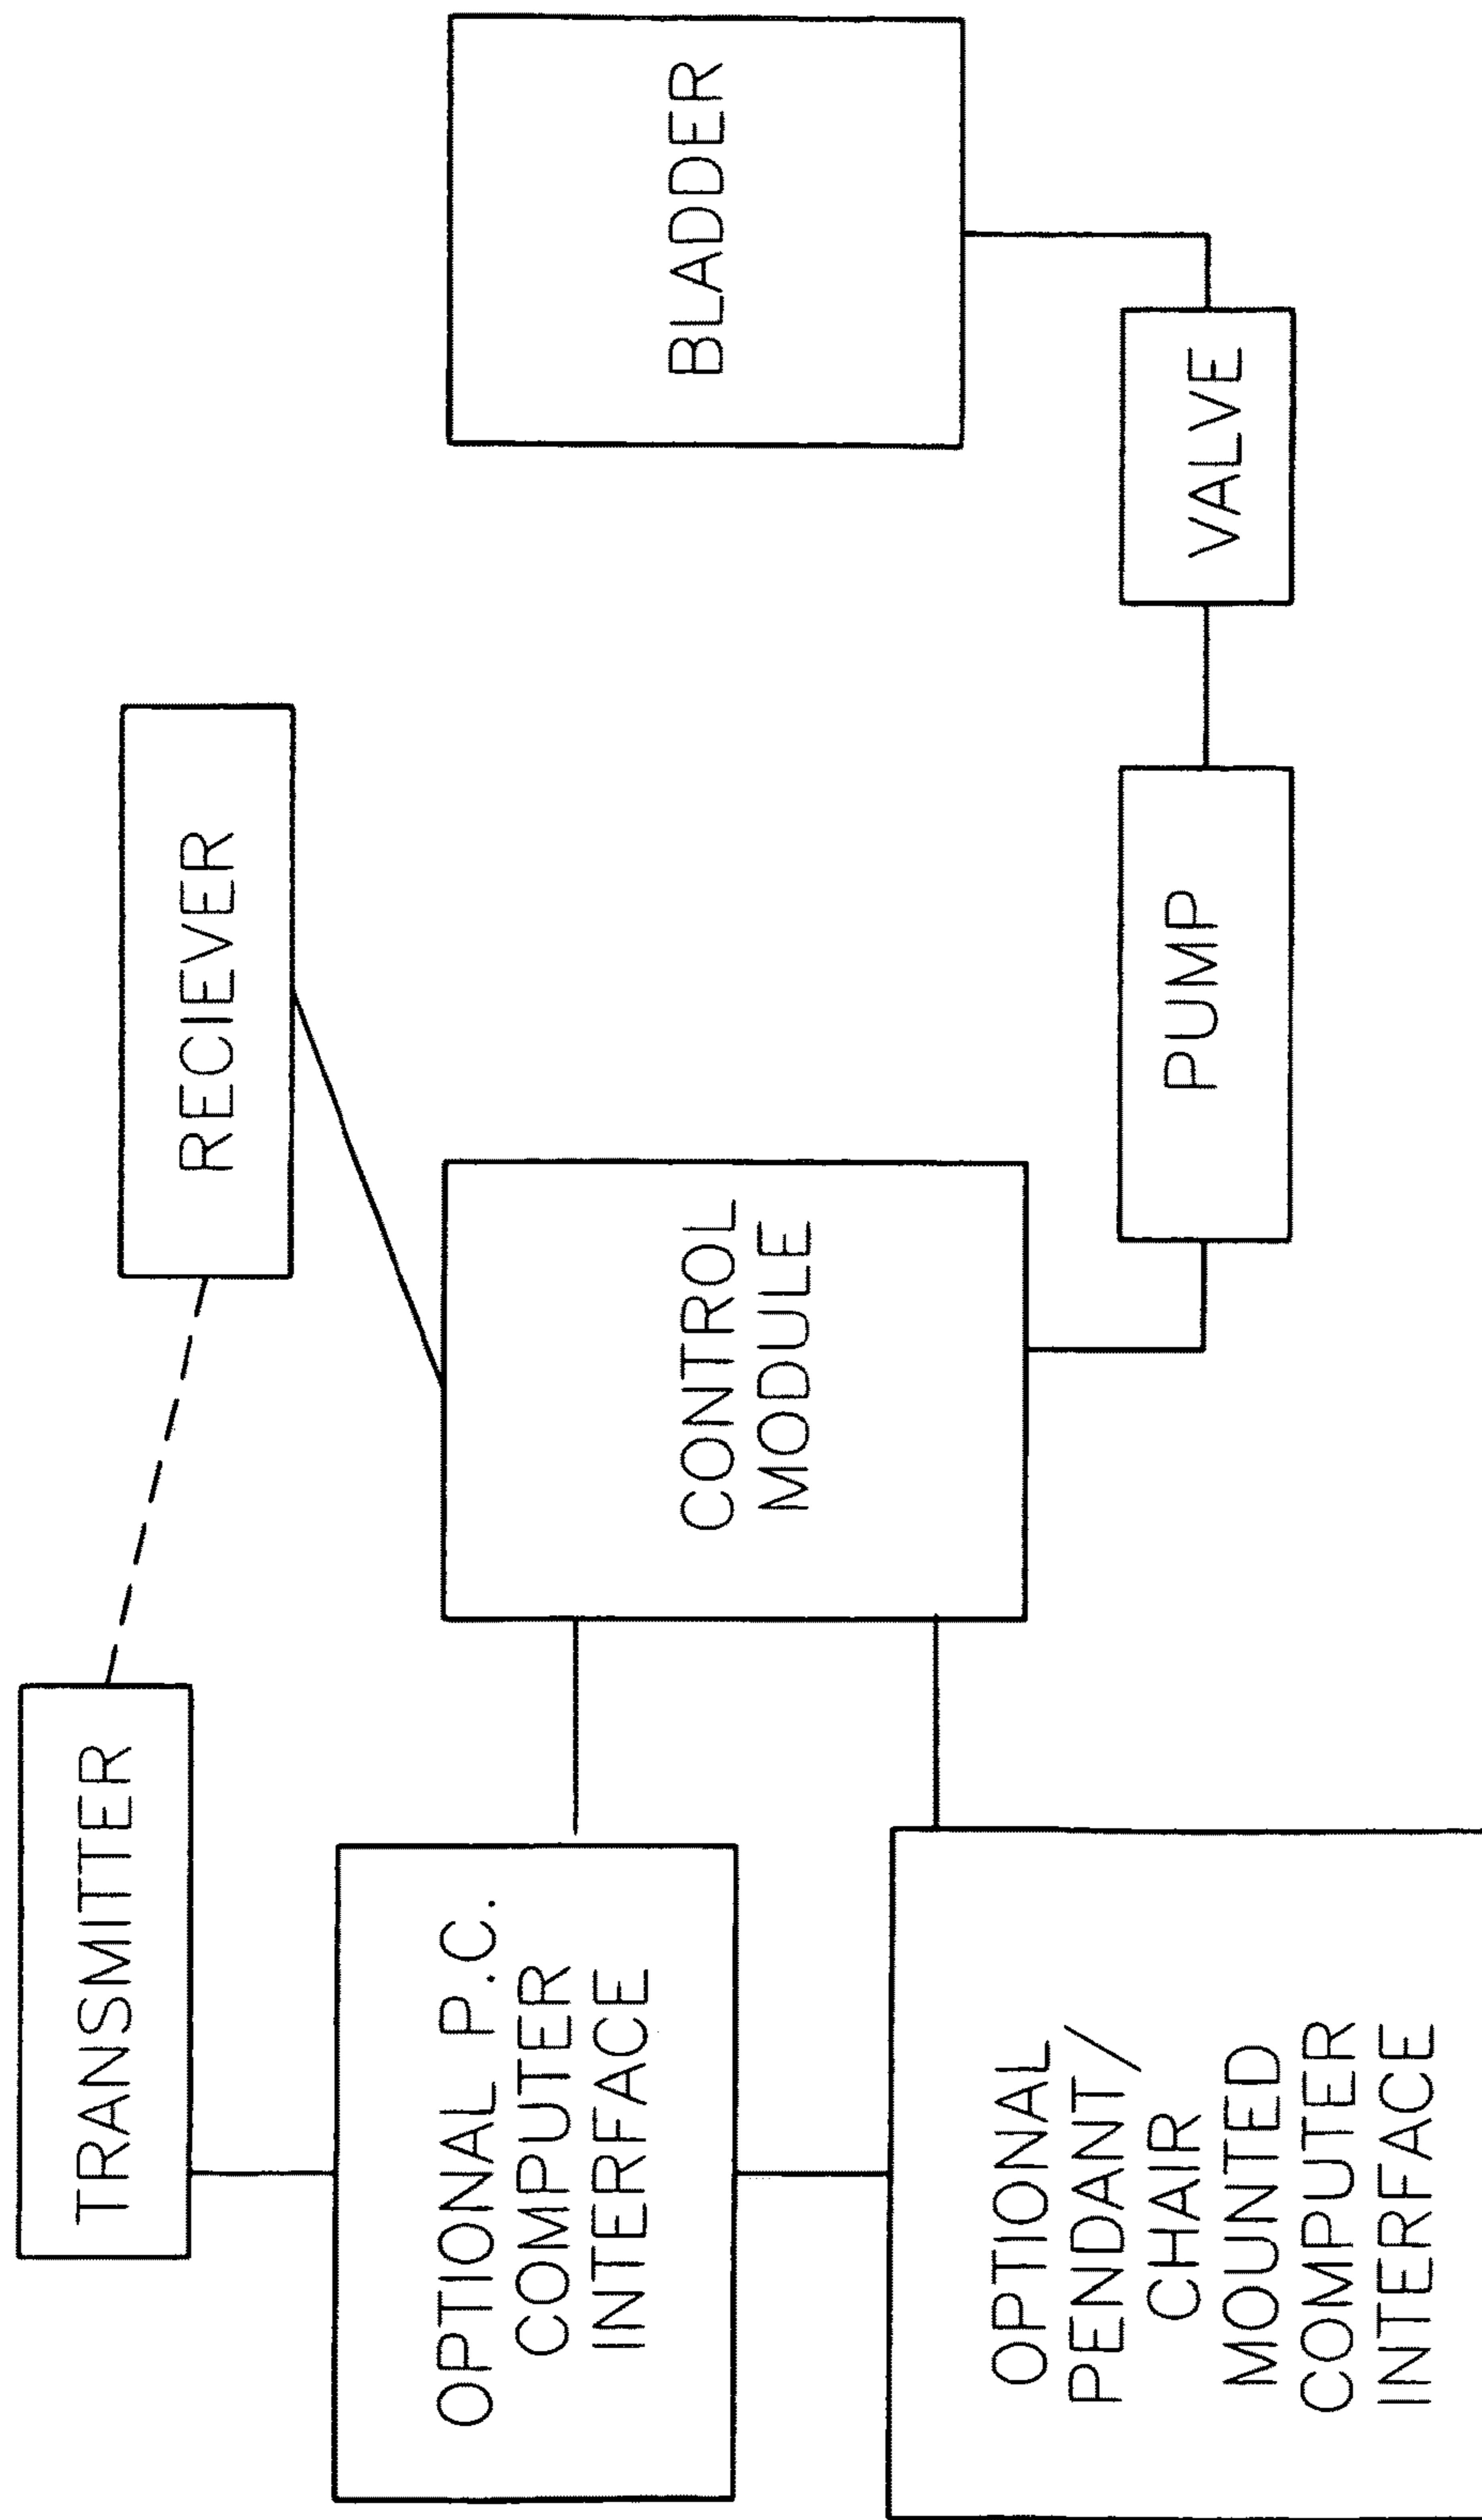 TRANSMITTER
RECIEVER
OPTIONAL P.C.
COMPUTER
INTERFACE
CONTROL
MODULE
BLADDER
OPTIONAL
PENDANT/
CHAIR
MOUNTED
COMPUTER
INTERFACE
PUMP
VALVE